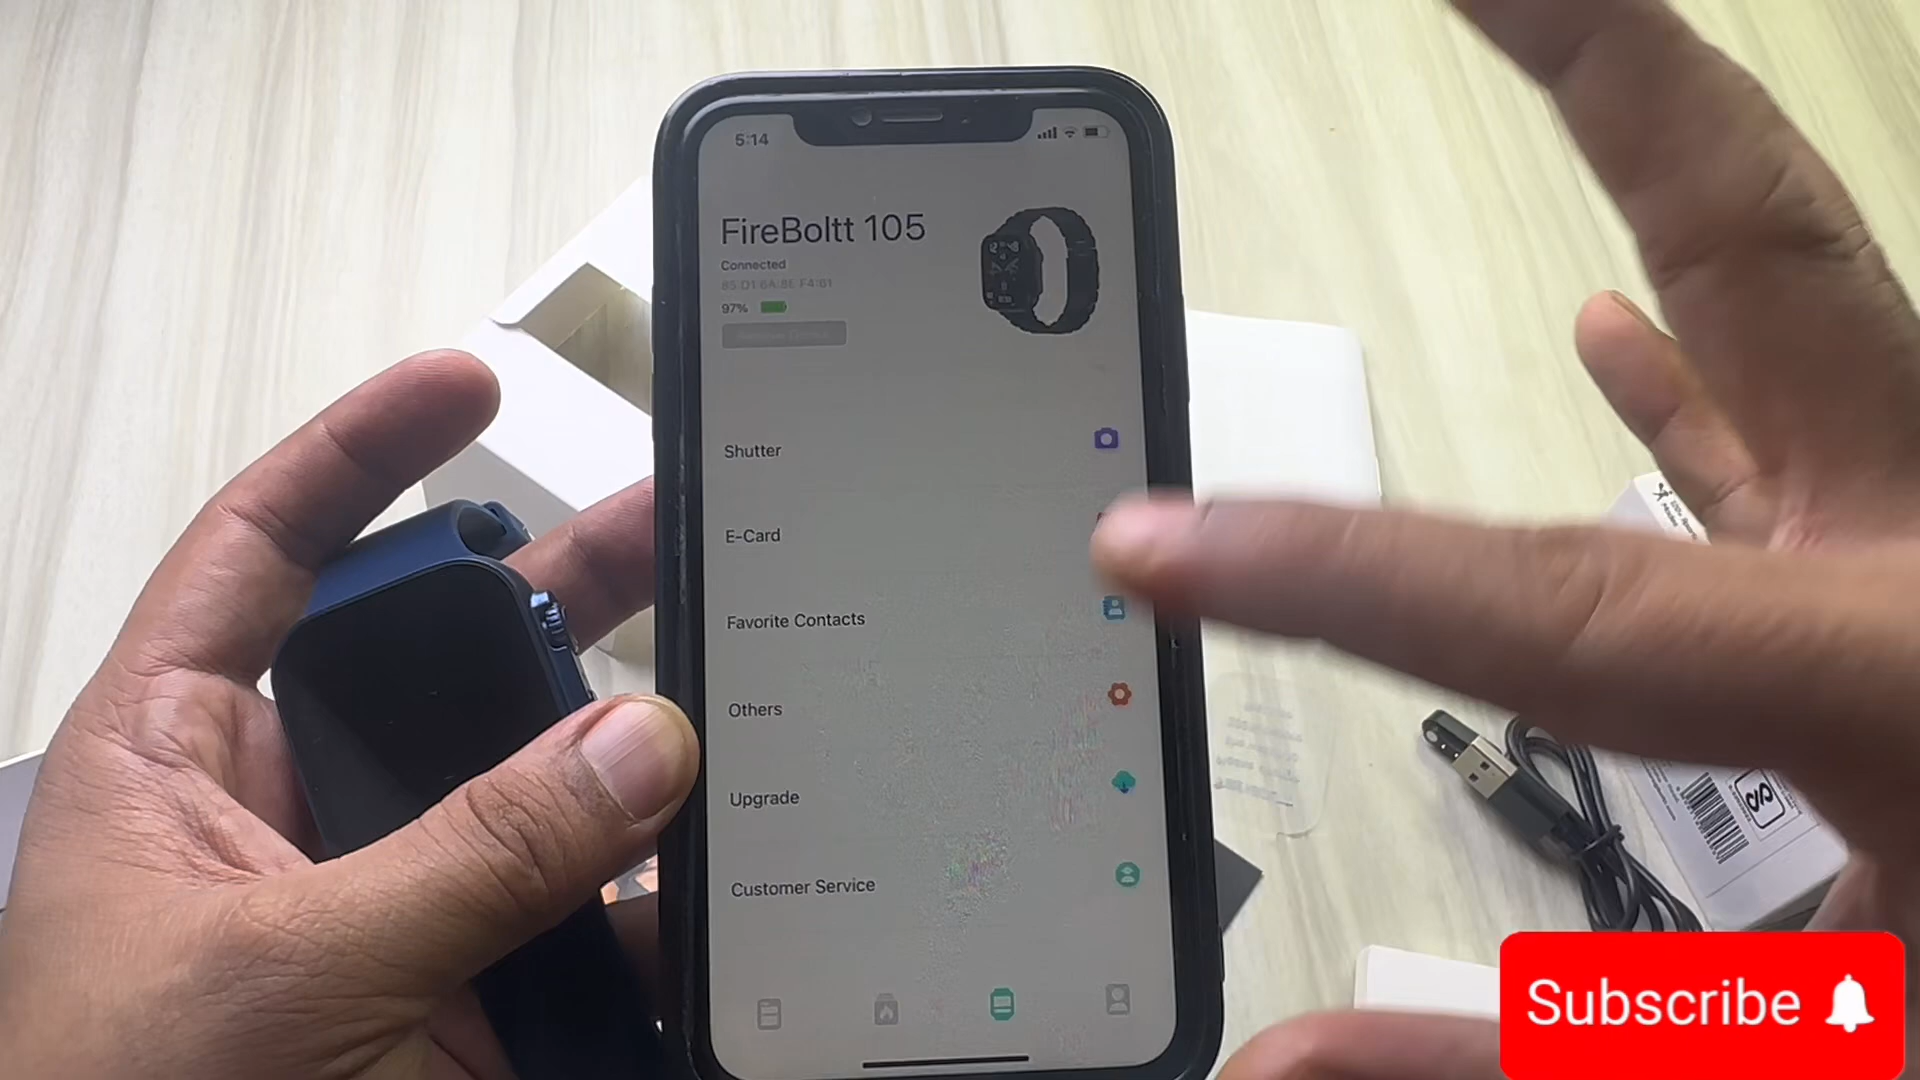 5:14
FireBoltt 105
Connected
97%
Shutter
E-Card
Favorite Contacts
Others
Upgrade
Customer Service
Subscribe